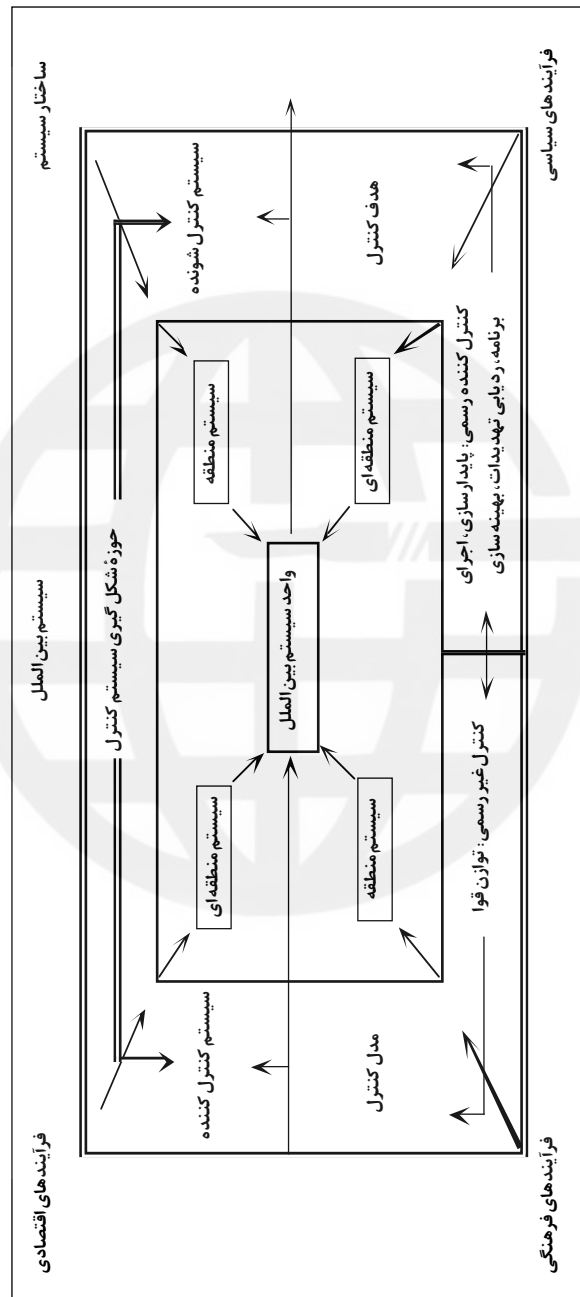 ساختار سیستم
سیستم بین‌الملل
فرآیندهای اقتصادی
حوزهٔ شکل گیری سیستم کنترل
سیستم کنترل شونده
سیستم کنترل کننده
سیستم منطقه
سیستم منطقه‌ای
واحد سیستم بین‌الملل
سیستم منطقه‌ای
سیستم منطقه
هدف کنترل
مدل کنترل
کنترل کننده رسمی: پایدارسازی، اجرای
برنامه، ردیابی تهدیدات، بهینه سازی
کنترل غیر رسمی: توازن قوا
فرآیندهای سیاسی
فرآیندهای فرهنگی